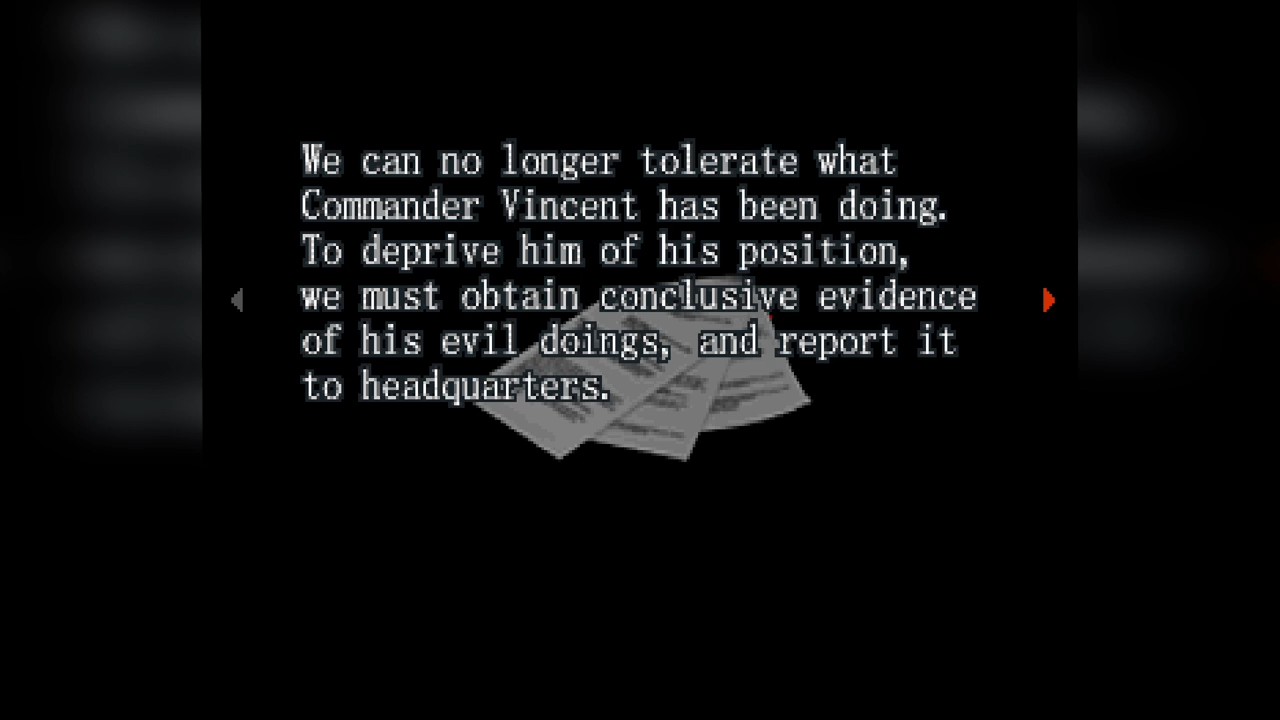 We can no longer tolerate what
Commander Vincent has been doing.
To deprive him of his position,
we must obtain conclusive evidence
of his evil doings, and report it
to headquarters.